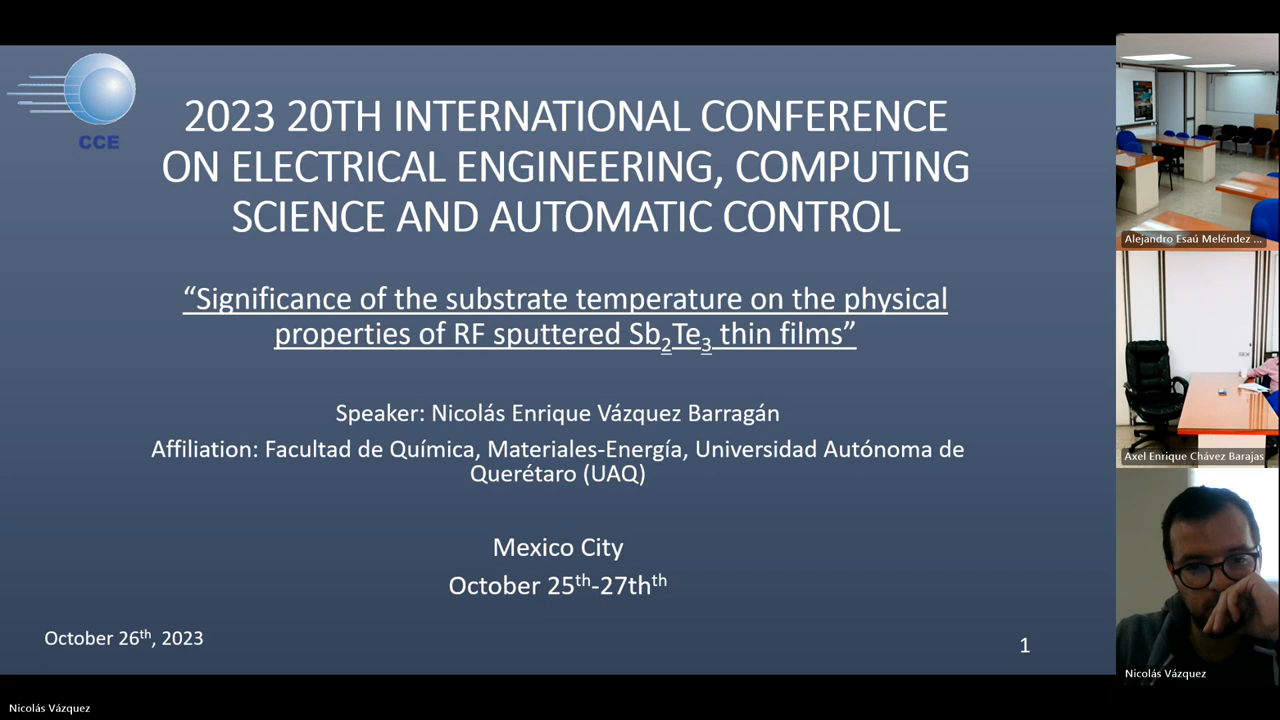 CCE
2023 20TH INTERNATIONAL CONFERENCE
ON ELECTRICAL ENGINEERING, COMPUTING
SCIENCE AND AUTOMATIC CONTROL
“Significance of the substrate temperature on the physical
properties of RF sputtered Sb2Te3 thin films”
Speaker: Nicolás Enrique Vázquez Barragán
Affiliation: Facultad de Química, Materiales-Energía, Universidad Autónoma de
Querétaro (UAQ)
Mexico City
October 25th-27thth
October 26th, 2023
1
Alejandro Esaú Meléndez ...
Axel Enrique Chávez Barajas
Nicolás Vázquez
Nicolás Vázquez